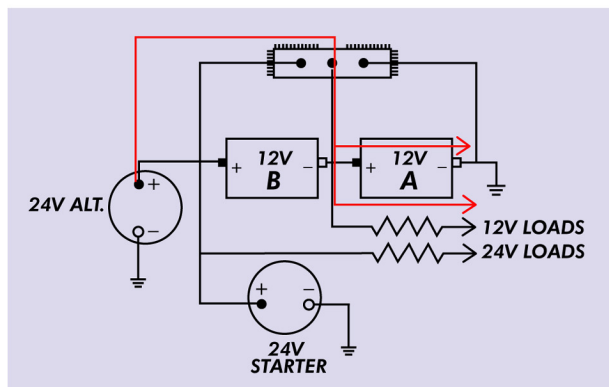 12V
B
12V
A
24V ALT.
12V LOADS
24V LOADS
24V
STARTER